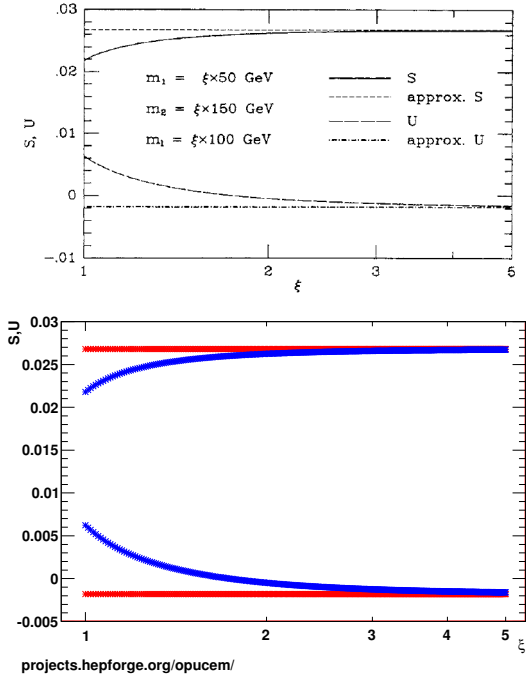 .03
.02
.01
0
-.01
S, U
m₁ = ξ×50 GeV
m₂ = ξ×150 GeV
mₗ = ξ×100 GeV
S
approx. S
U
approx. U
1
2
3
5
ξ
S,U
0.03
0.025
0.02
0.015
0.01
0.005
0
-0.005
1
2
3
4
5
ξ
projects.hepforge.org/opucem/